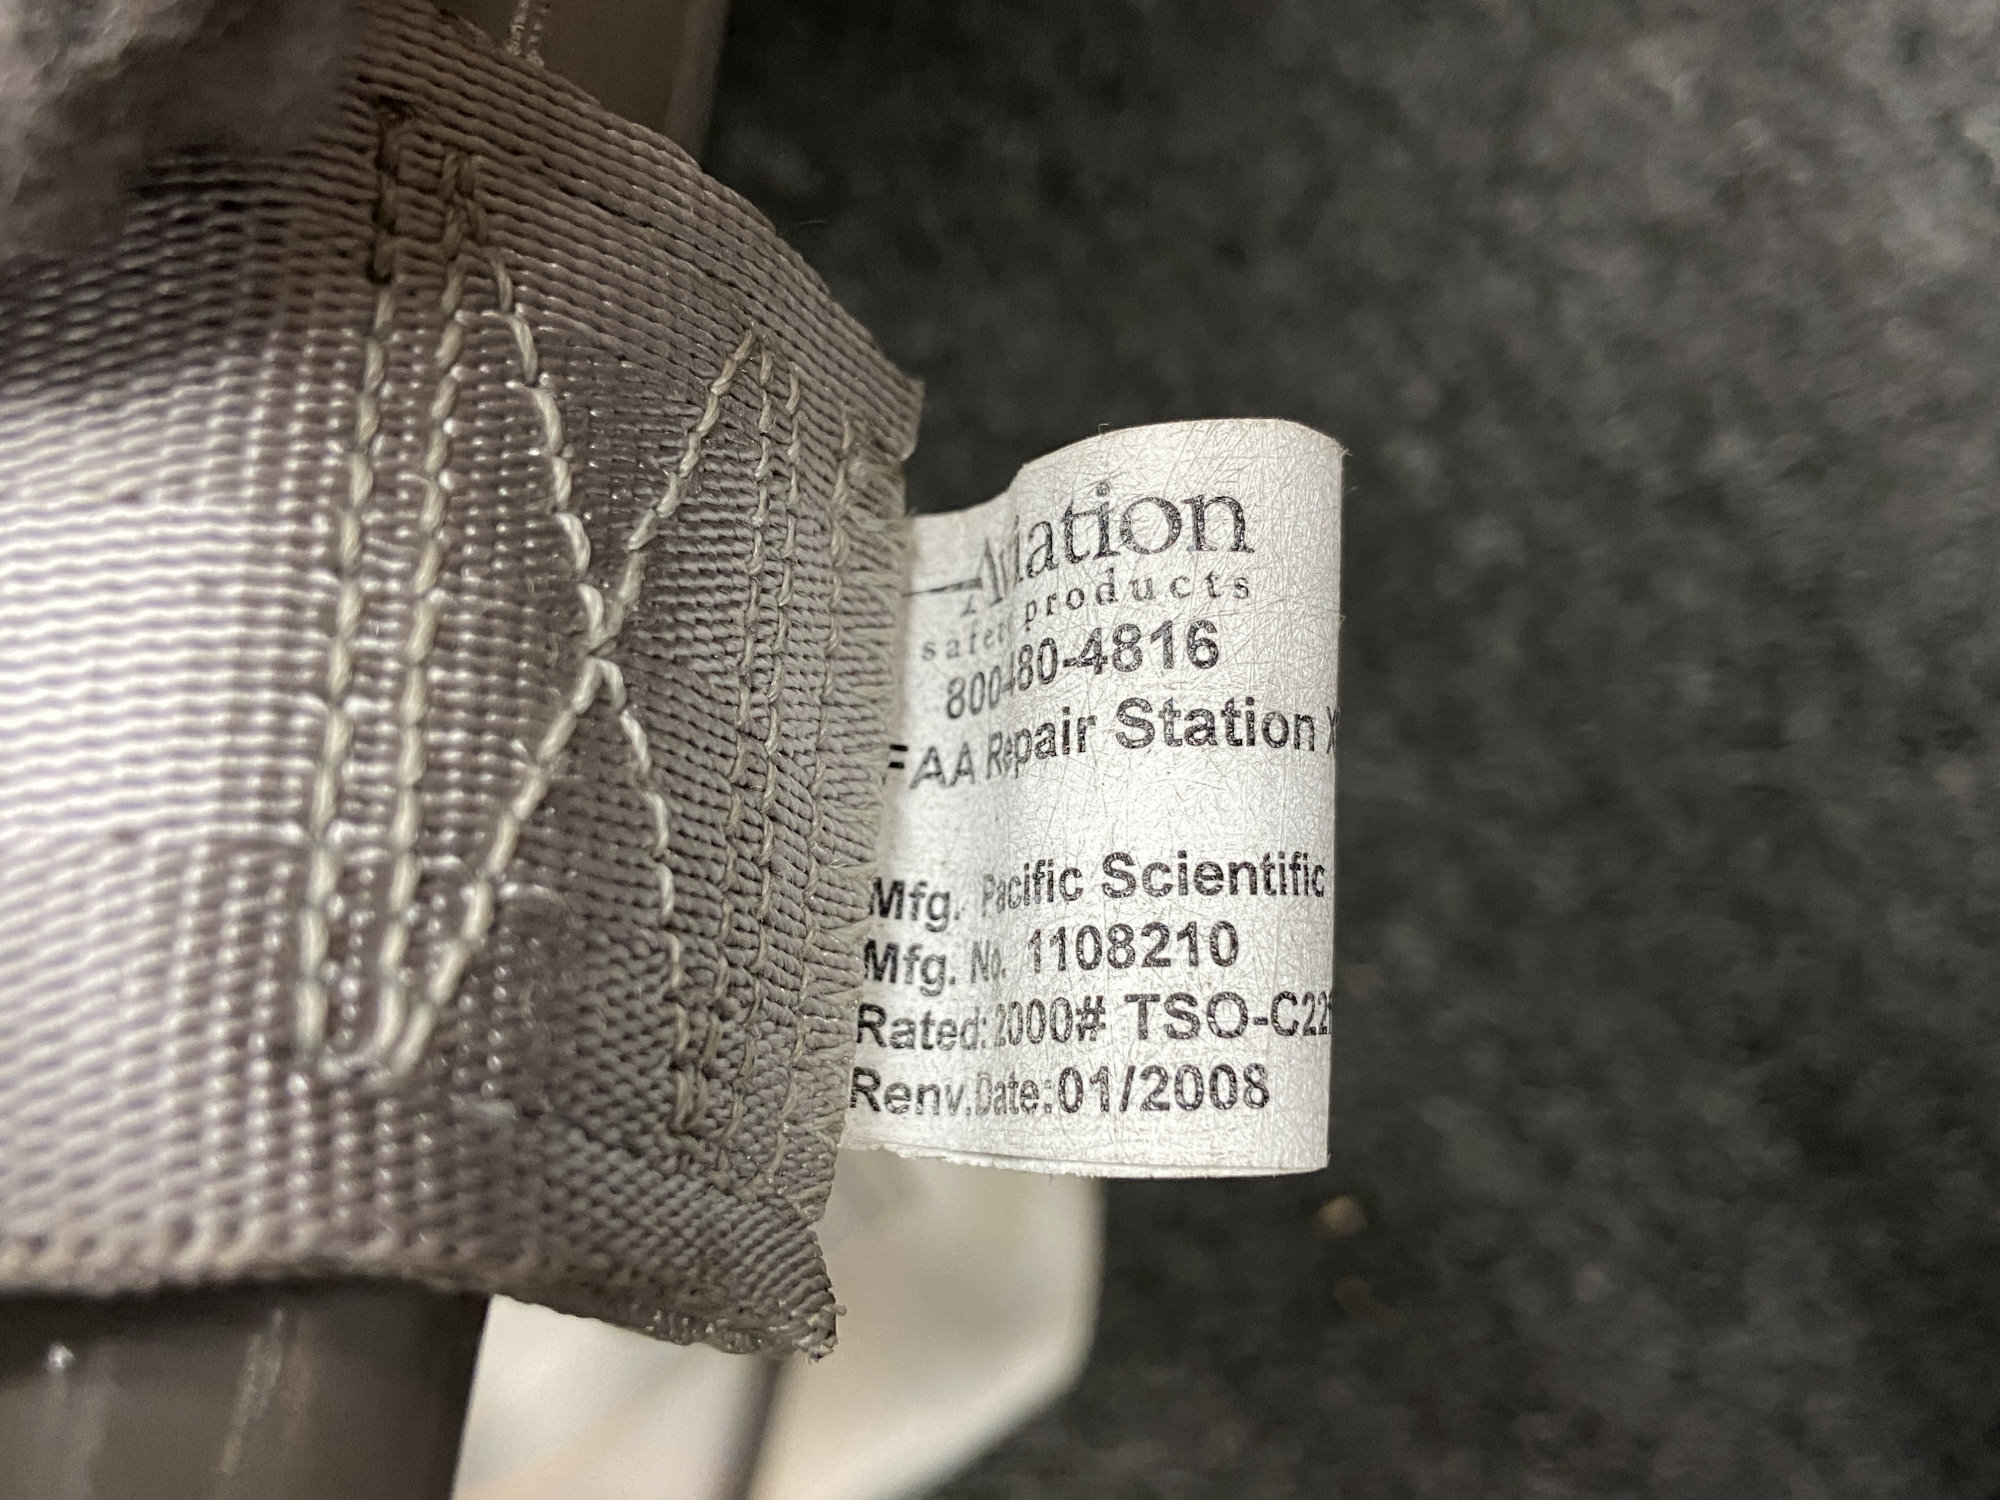 Aviation
safety products
800-480-4816
FAA Repair Station X
Mfg. Pacific Scientific
Mfg. No. 1108210
Rated: 2000# TSO-C22
Renv.Date: 01/2008